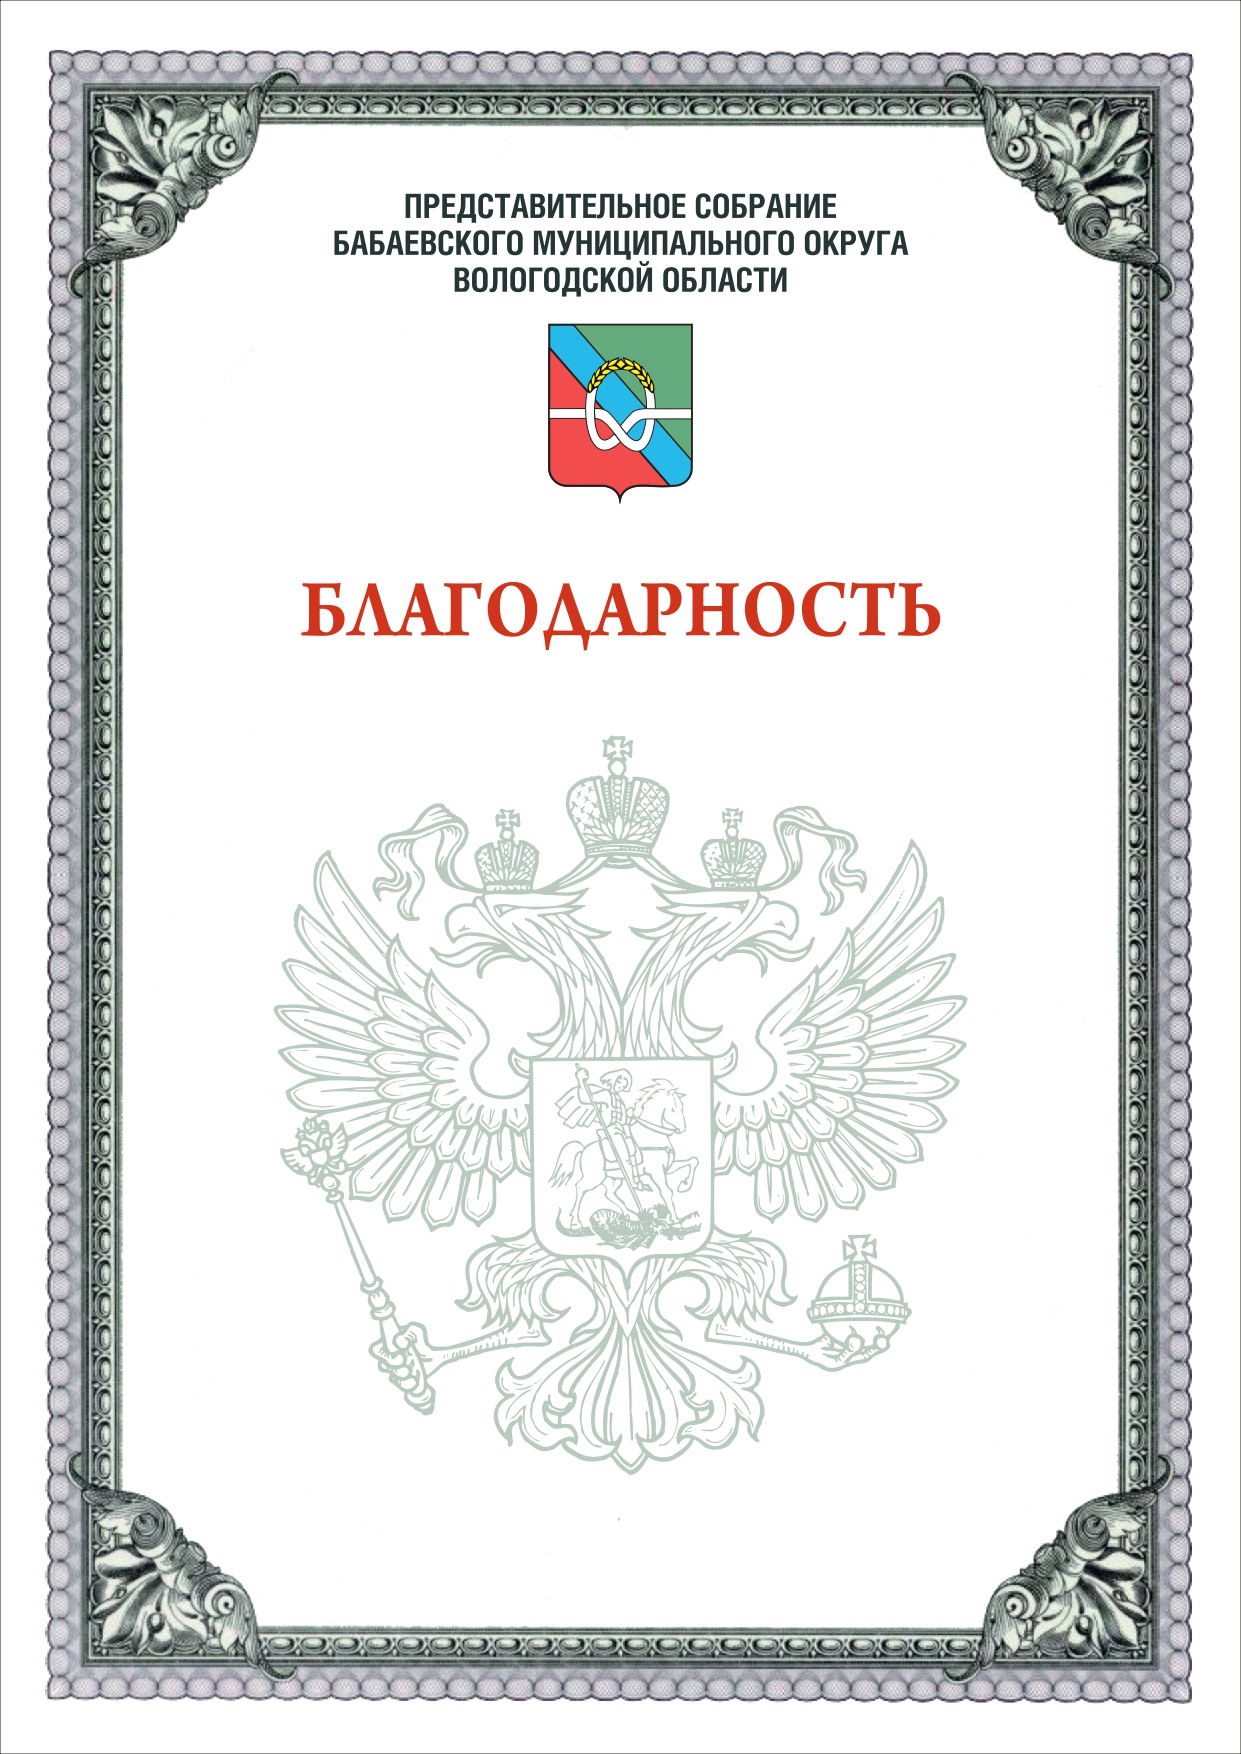 ПРЕДСТАВИТЕЛЬНОЕ СОБРАНИЕ
БАБАЕВСКОГО МУНИЦИПАЛЬНОГО ОКРУГА
ВОЛОГОДСКОЙ ОБЛАСТИ
БЛАГОДАРНОСТЬ